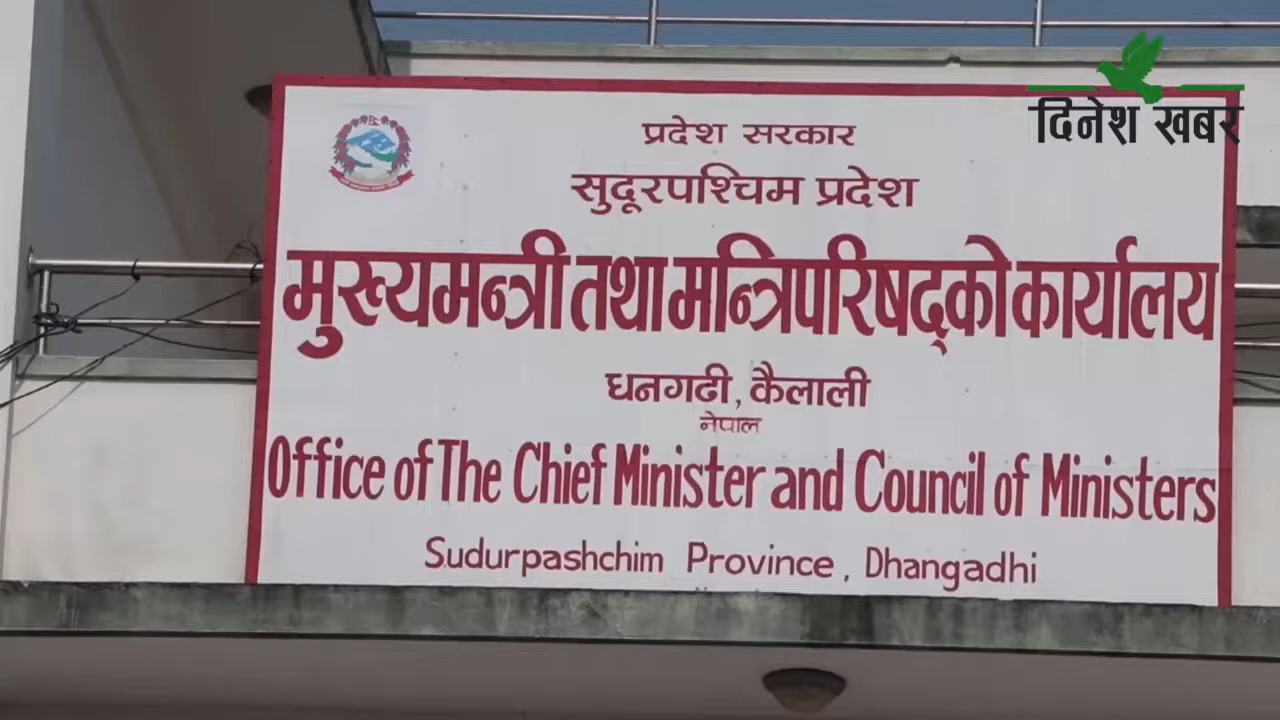 दिनेश खबर
प्रदेश सरकार
सुदूरपश्चिम प्रदेश
मुख्यमन्त्री तथा मन्त्रिपरिषद्को कार्यालय
धनगढी, कैलाली
नेपाल
Office of The Chief Minister and Council of Ministers
Sudurpashchim Province, Dhangadhi